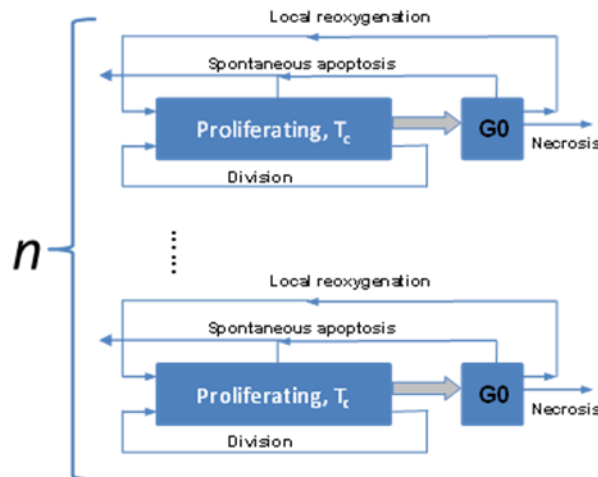 Local reoxygenation
Spontaneous apoptosis
Proliferating, Tc
G0
Necrosis
Division
n
Local reoxygenation
Spontaneous apoptosis
Proliferating, Tc
G0
Necrosis
Division